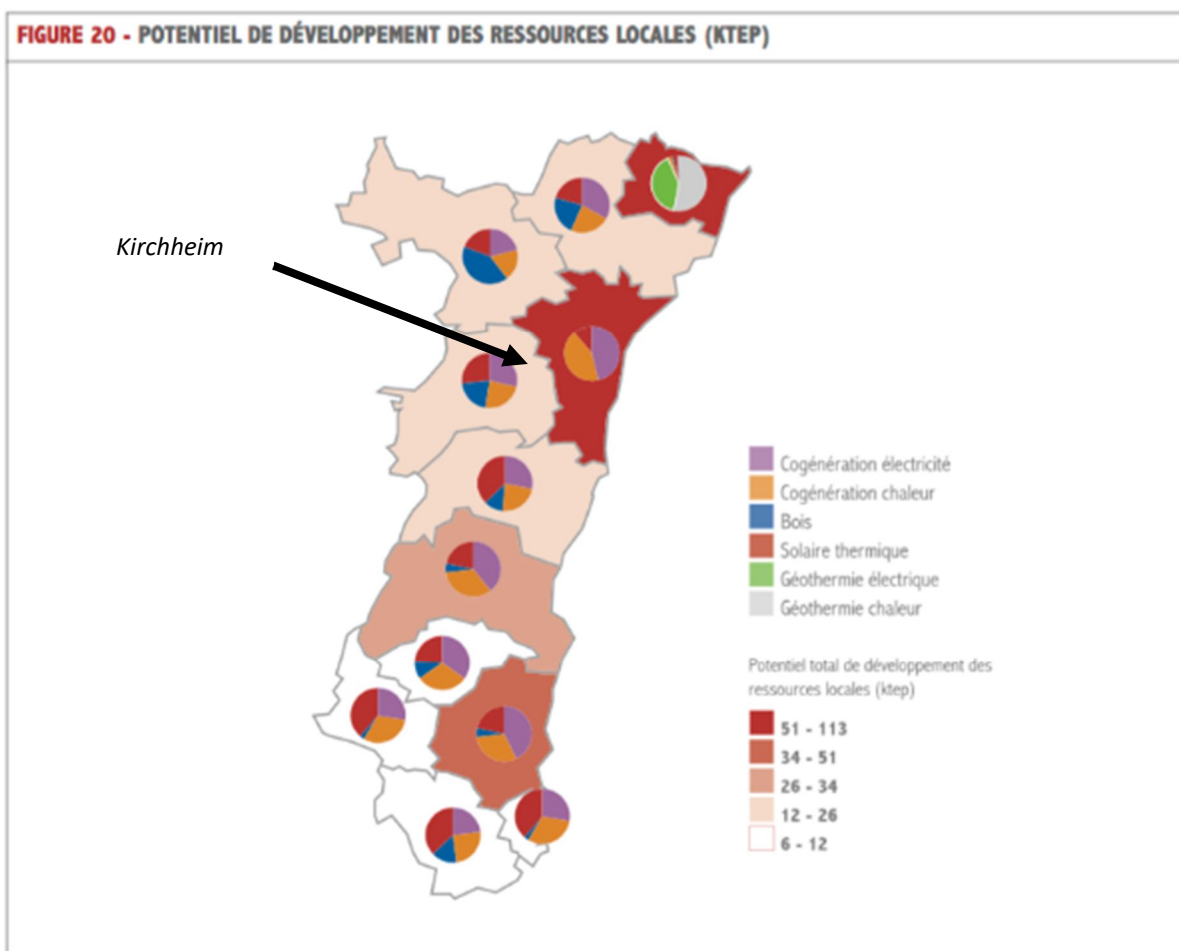 FIGURE 20 - POTENTIEL DE DÉVELOPPEMENT DES RESSOURCES LOCALES (KTEP)
Kirchheim
Cogénération électricité
Cogénération chaleur
Bois
Solaire thermique
Géothermie électrique
Géothermie chaleur
Potentiel total de développement des
ressources locales (ktep)
51 - 113
34 - 51
26 - 34
12 - 26
6 - 12